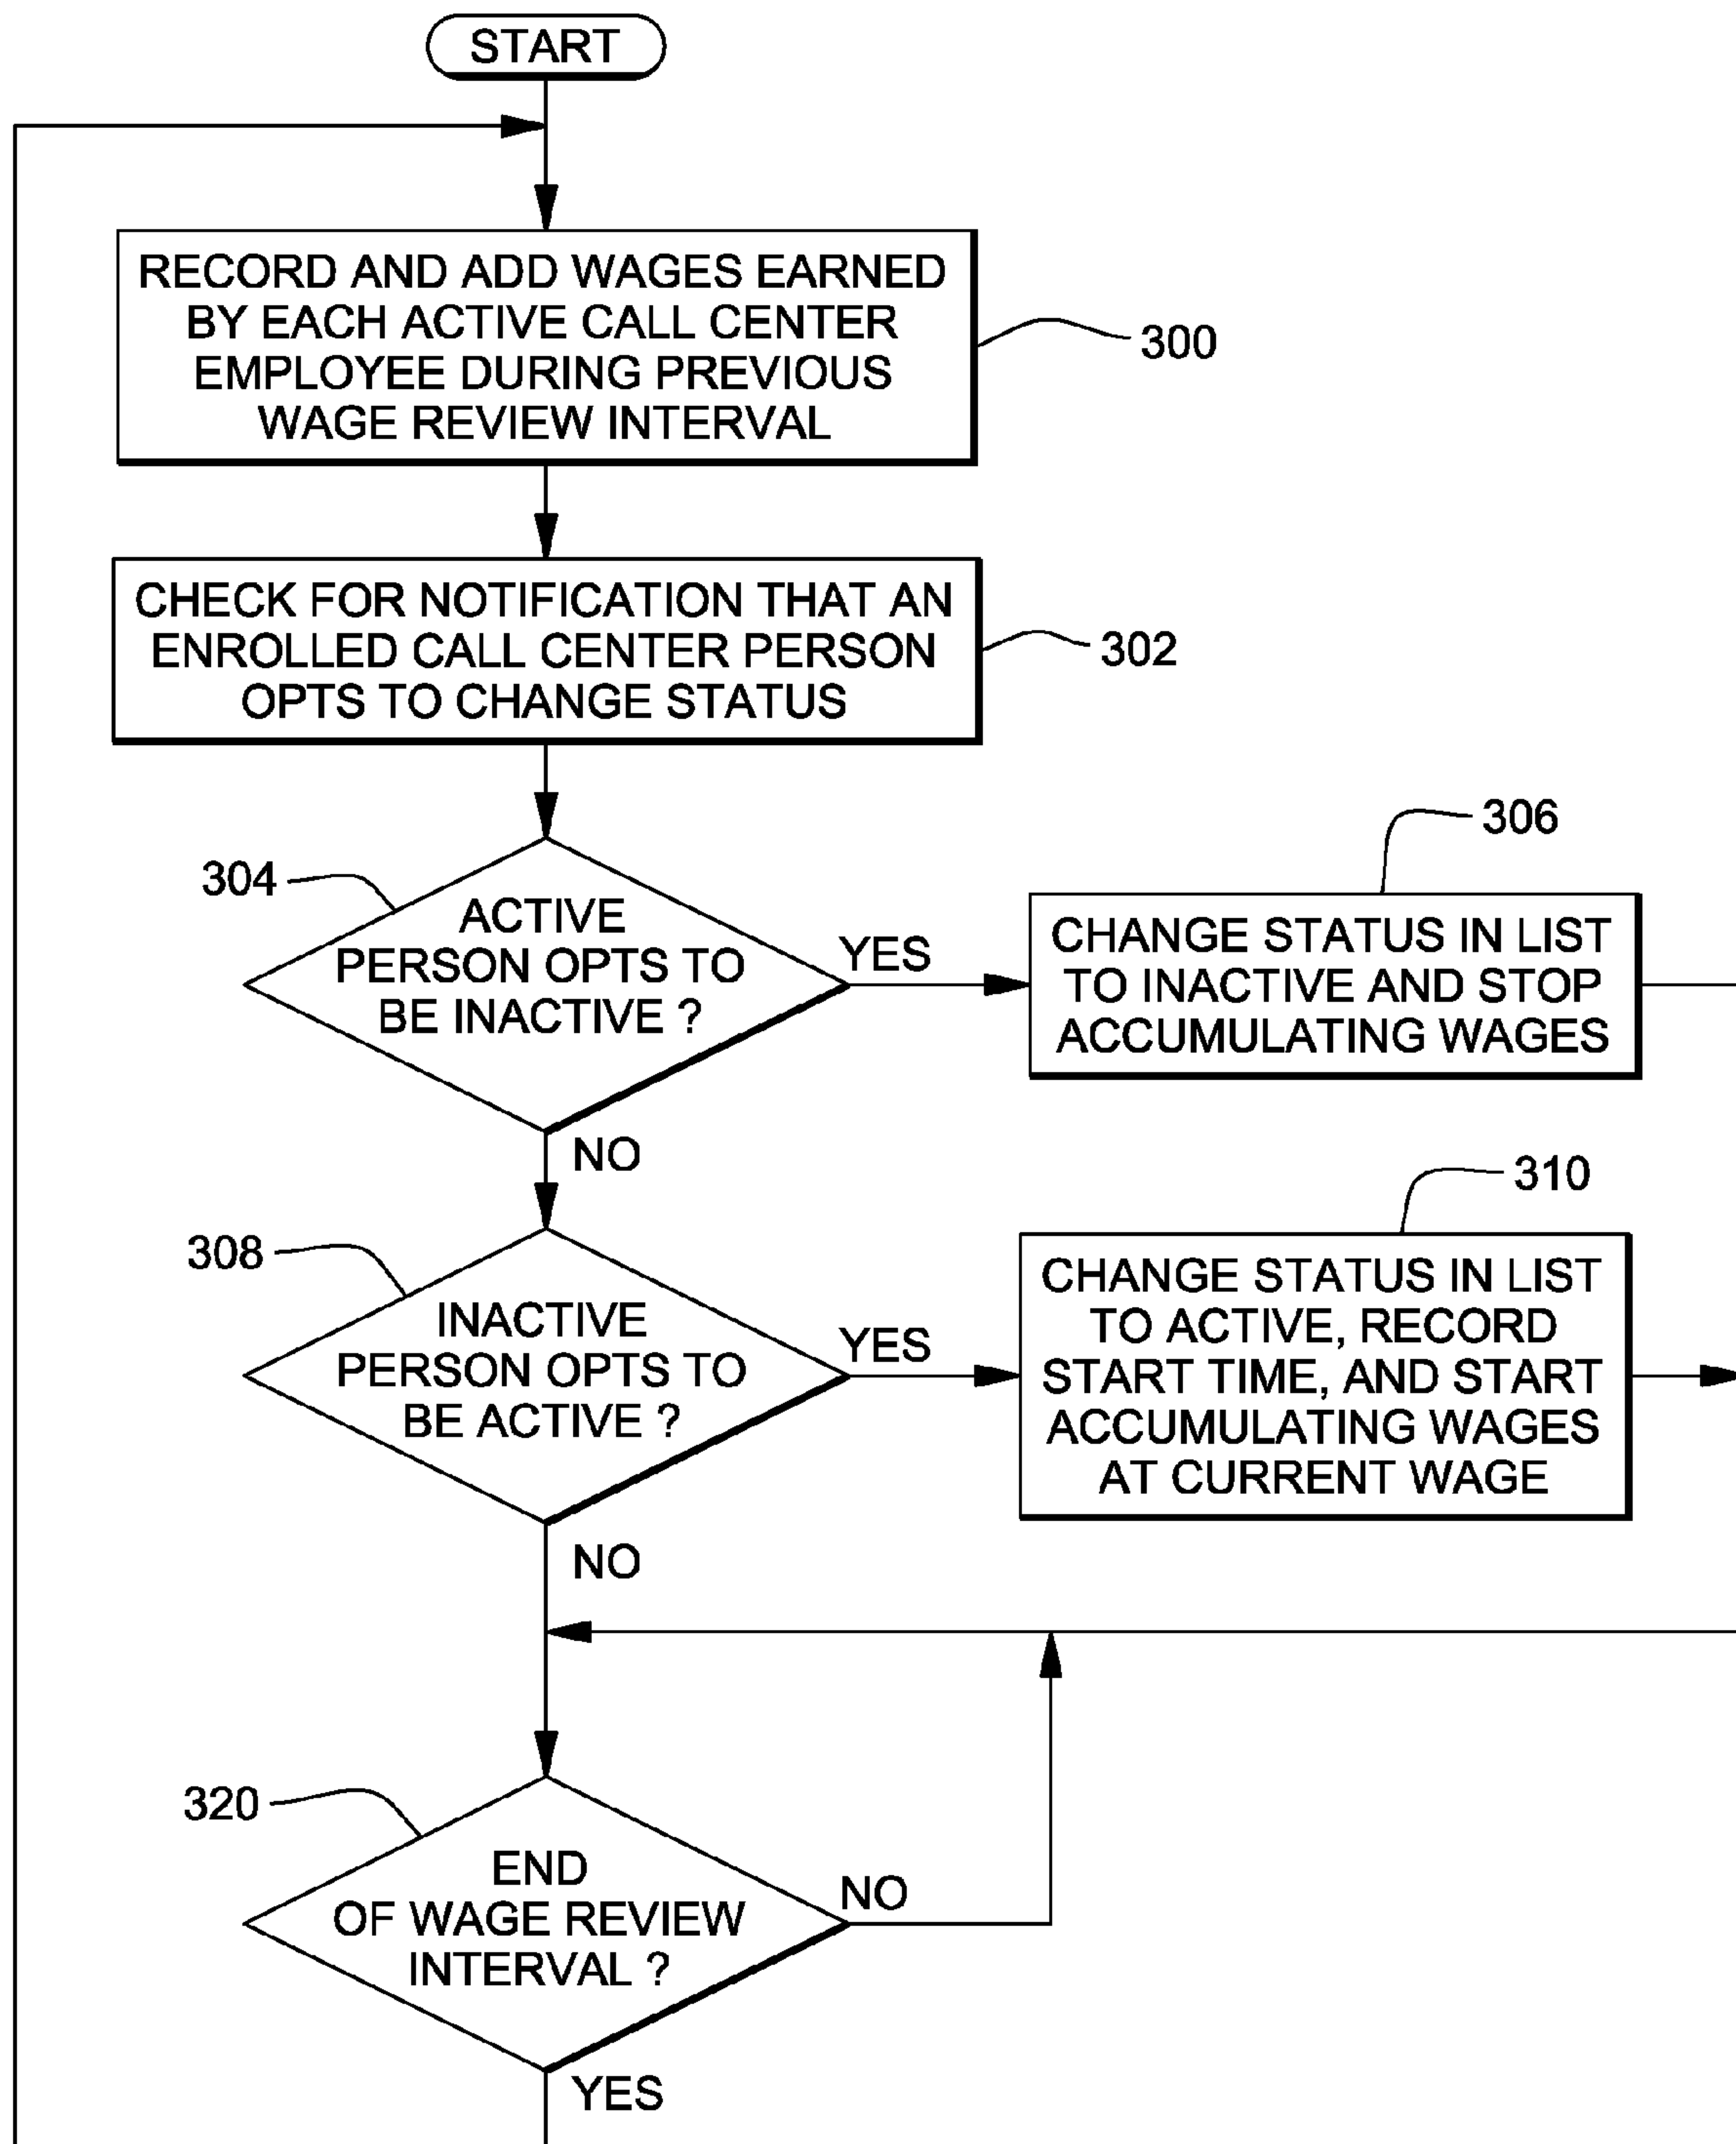 START
RECORD AND ADD WAGES EARNED
BY EACH ACTIVE CALL CENTER
EMPLOYEE DURING PREVIOUS
WAGE REVIEW INTERVAL
300
CHECK FOR NOTIFICATION THAT AN
ENROLLED CALL CENTER PERSON
OPTS TO CHANGE STATUS
302
304
ACTIVE
PERSON OPTS TO
BE INACTIVE ?
YES
NO
306
CHANGE STATUS IN LIST
TO INACTIVE AND STOP
ACCUMULATING WAGES
308
INACTIVE
PERSON OPTS TO
BE ACTIVE ?
YES
NO
310
CHANGE STATUS IN LIST
TO ACTIVE, RECORD
START TIME, AND START
ACCUMULATING WAGES
AT CURRENT WAGE
320
END
OF WAGE REVIEW
INTERVAL ?
NO
YES